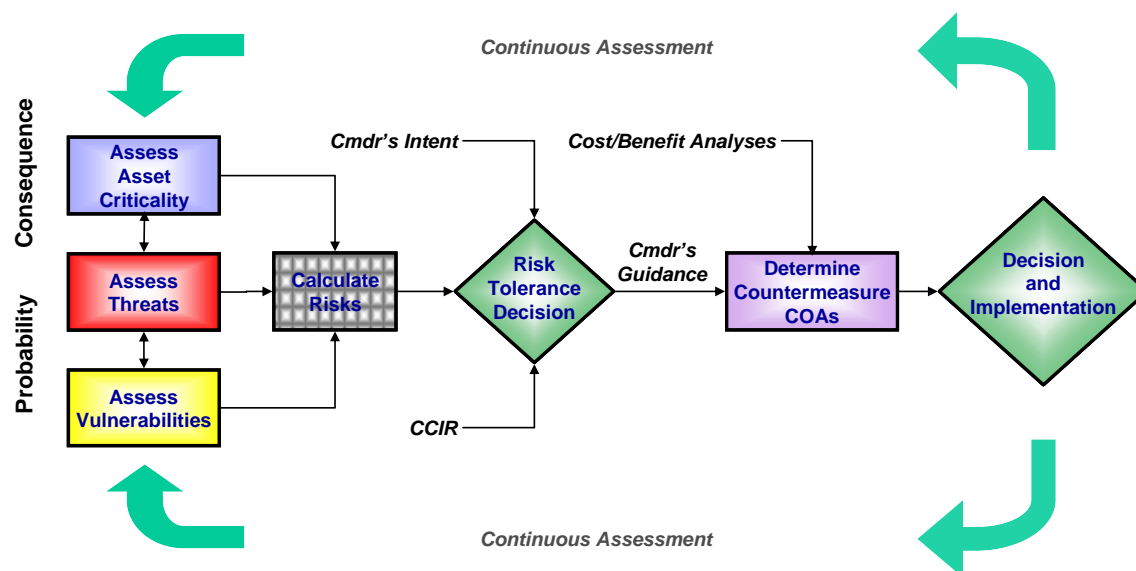 Continuous Assessment
Consequence
Probability
Assess
Asset
Criticality
Assess
Threats
Assess
Vulnerabilities
Calculate
Risks
Cmdr's Intent
Risk
Tolerance
Decision
CCIR
Cmdr's
Guidance
Cost/Benefit Analyses
Determine
Countermeasure
COAs
Decision
and
Implementation
Continuous Assessment